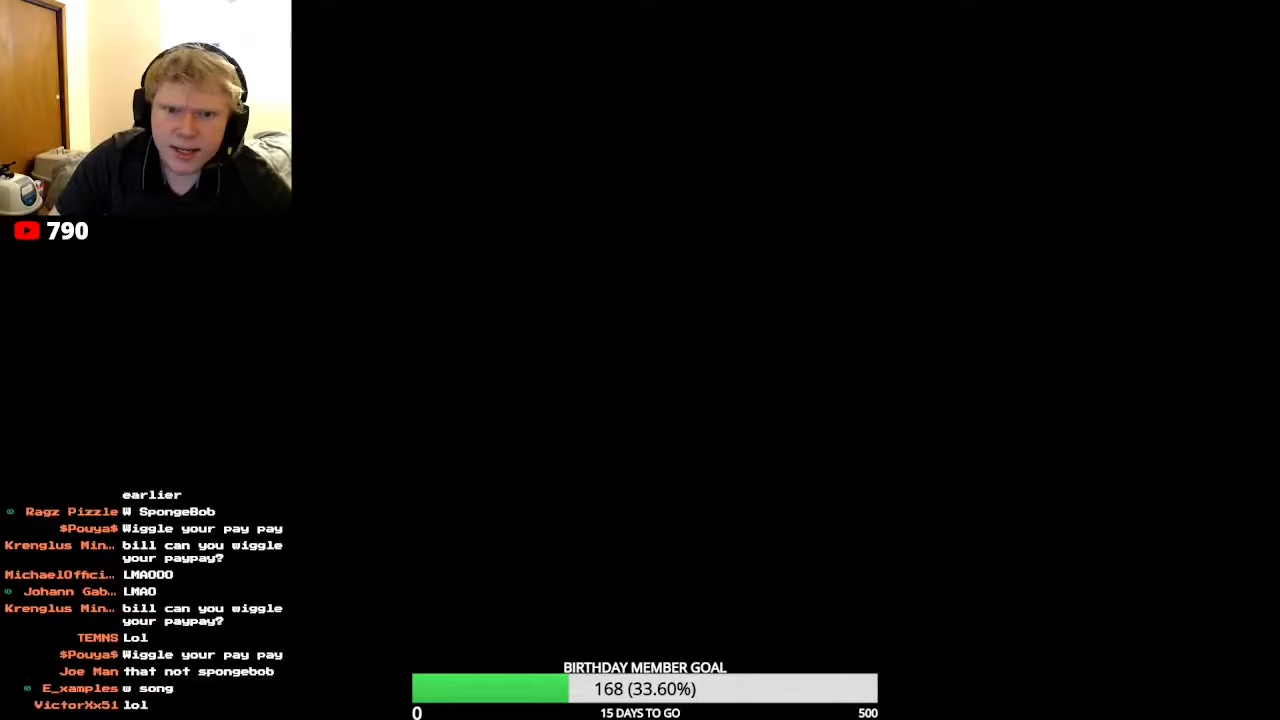 790
earlier
Ragz Pizzle W SpongeBob
$Pouya$ Wiggle your pay pay
Krenglus Min… bill can you wiggle
your paypay?
MichaelOffici… LMAOOO
Johann Gab… LMAO
Krenglus Min… bill can you wiggle
your paypay?
TEMNS Lol
$Pouya$ Wiggle your pay pay
Joe Man that not spongebob
E_xamples w song
VictorXx51 lol
BIRTHDAY MEMBER GOAL
168 (33.60%)
0 15 DAYS TO GO 500